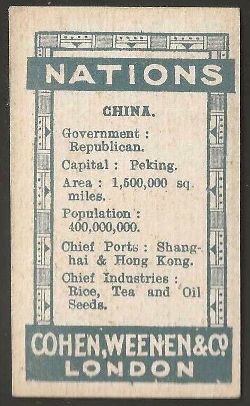 NATIONS
CHINA.
Government :
Republican.
Capital : Peking.
Area : 1,500,000 sq.
miles.
Population :
400,000,000.
Chief Ports : Shang-
hai & Hong Kong.
Chief Industries :
Rice, Tea and Oil
Seeds.
COHEN, WEENEN & Co
LONDON